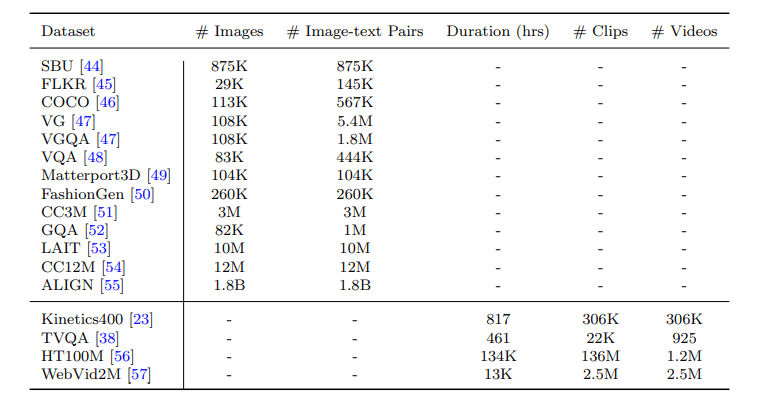 Dataset # Images # Image-text Pairs Duration (hrs) # Clips # Videos
SBU [44] 875K 875K - - -
FLKR [45] 29K 145K - - -
COCO [46] 113K 567K - - -
VG [47] 108K 5.4M - - -
VGQA [47] 108K 1.8M - - -
VQA [48] 83K 444K - - -
Matterport3D [49] 104K 104K - - -
FashionGen [50] 260K 260K - - -
CC3M [51] 3M 3M - - -
GQA [52] 82K 1M - - -
LAIT [53] 10M 10M - - -
CC12M [54] 12M 12M - - -
ALIGN [55] 1.8B 1.8B - - -
Kinetics400 [23] - - 817 306K 306K
TVQA [38] - - 461 22K 925
HT100M [56] - - 134K 136M 1.2M
WebVid2M [57] - - 13K 2.5M 2.5M